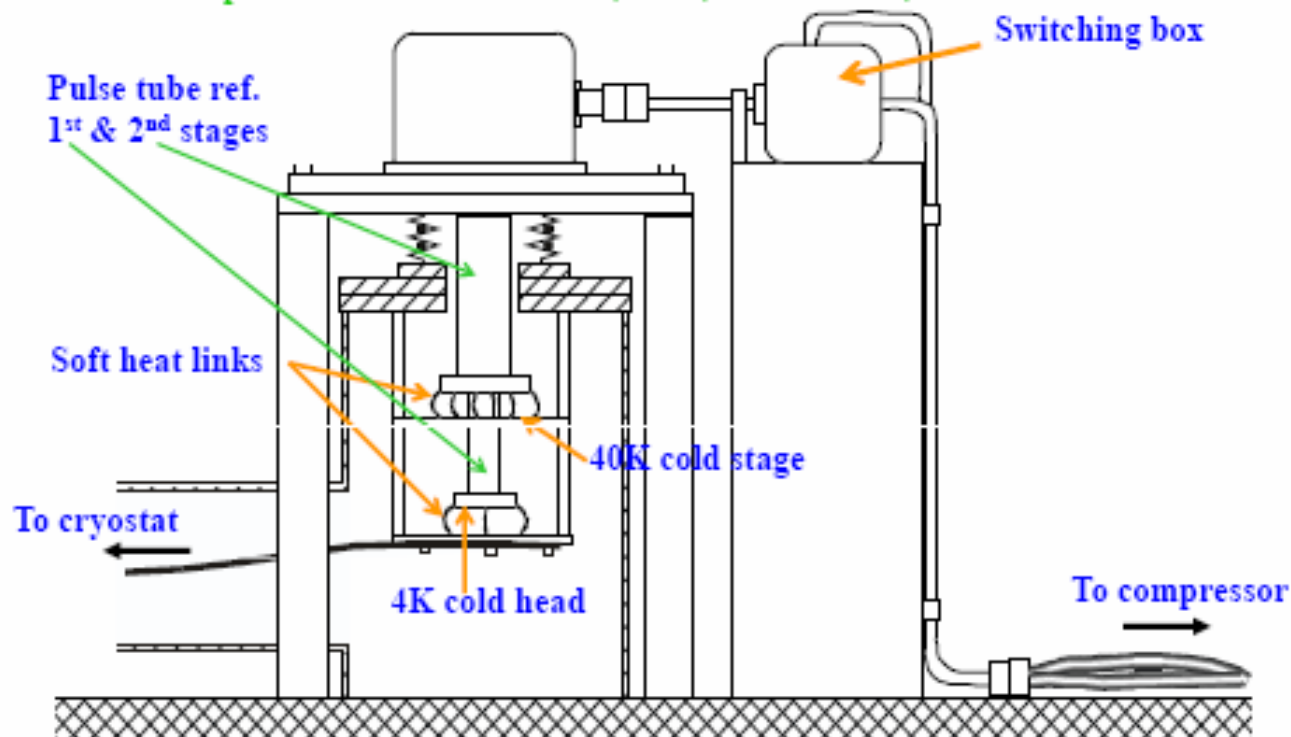 Switching box
Pulse tube ref.
1st & 2nd stages
Soft heat links
40K cold stage
To cryostat
4K cold head
To compressor